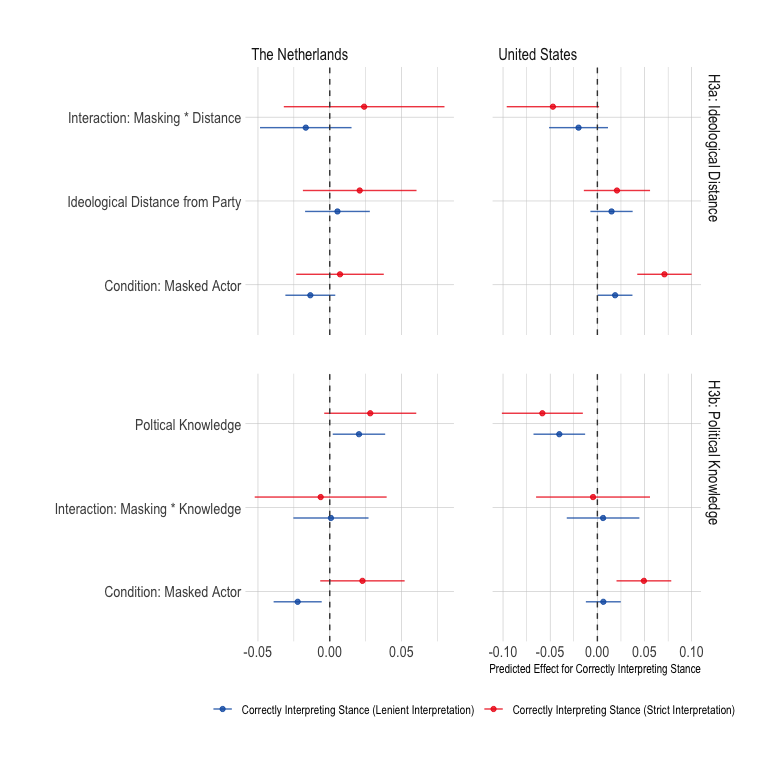 The Netherlands
United States
H3a: Ideological Distance
Interaction: Masking * Distance
Ideological Distance from Party
Condition: Masked Actor
H3b: Political Knowledge
Poltical Knowledge
Interaction: Masking * Knowledge
Condition: Masked Actor
-0.05 0.00 0.05
-0.10 -0.05 0.00 0.05 0.10
Predicted Effect for Correctly Interpreting Stance
Correctly Interpreting Stance (Lenient Interpretation)
Correctly Interpreting Stance (Strict Interpretation)